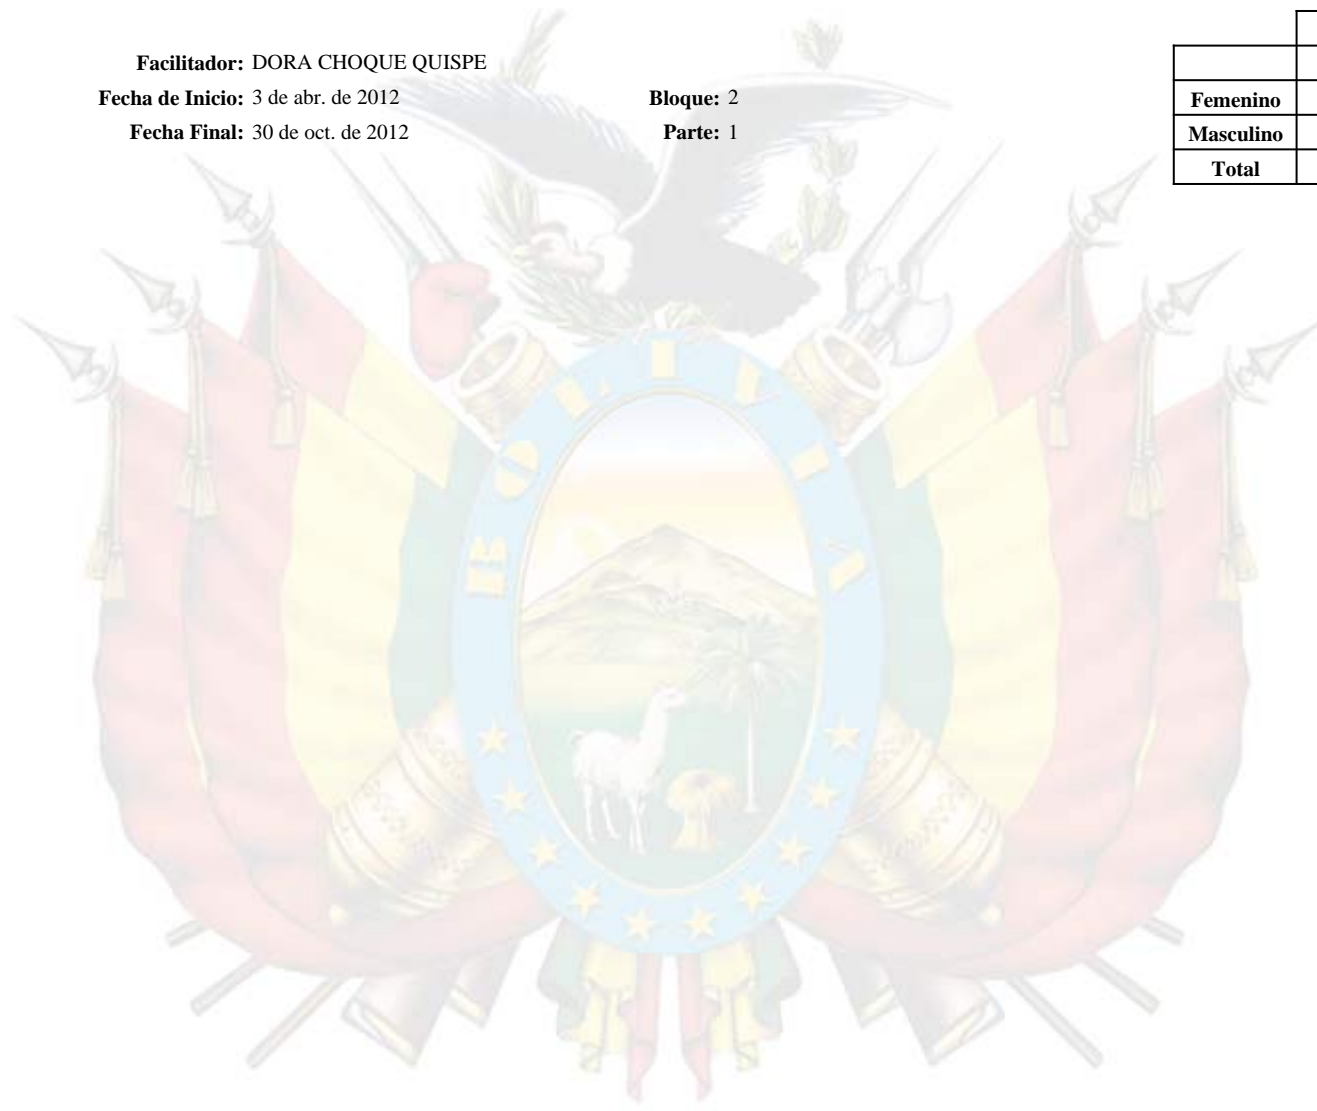 Facilitador: DORA CHOQUE QUISPE
Fecha de Inicio: 3 de abr. de 2012 Bloque: 2
Fecha Final: 30 de oct. de 2012 Parte: 1
Femenino
Masculino
Total
BOLIVIA